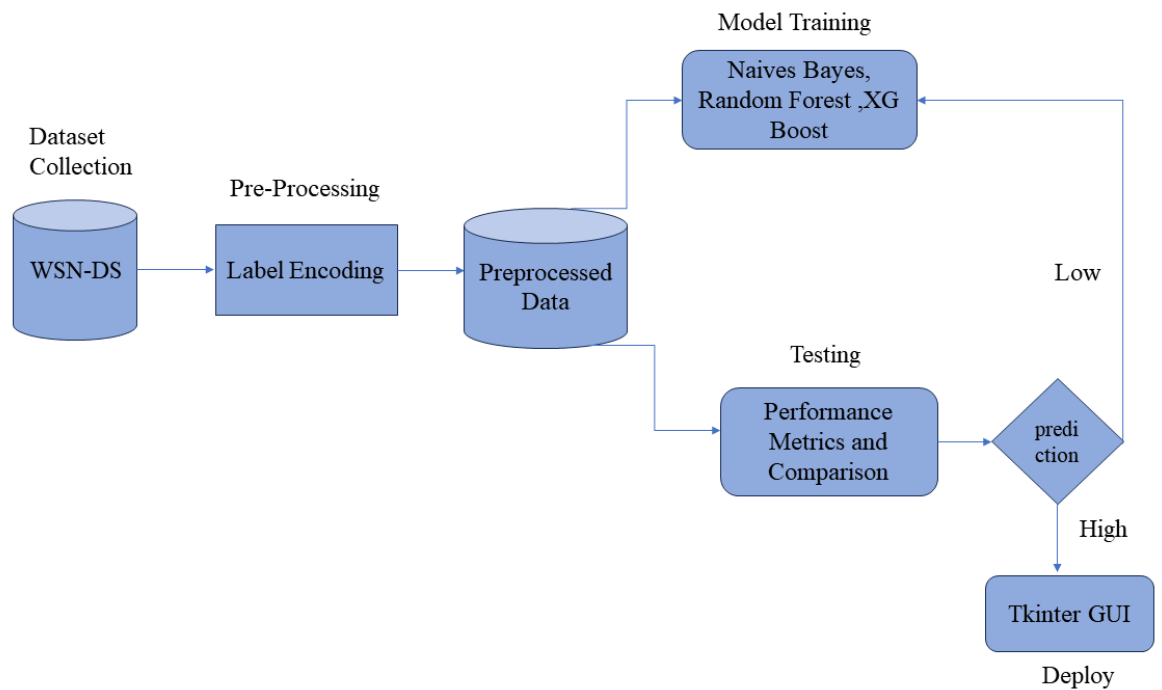 Model Training
Naives Bayes,
Random Forest ,XG
Boost
Dataset
Collection
Pre-Processing
WSN-DS
Label Encoding
Preprocessed
Data
Low
Testing
Performance
Metrics and
Comparison
predi
ction
High
Tkinter GUI
Deploy